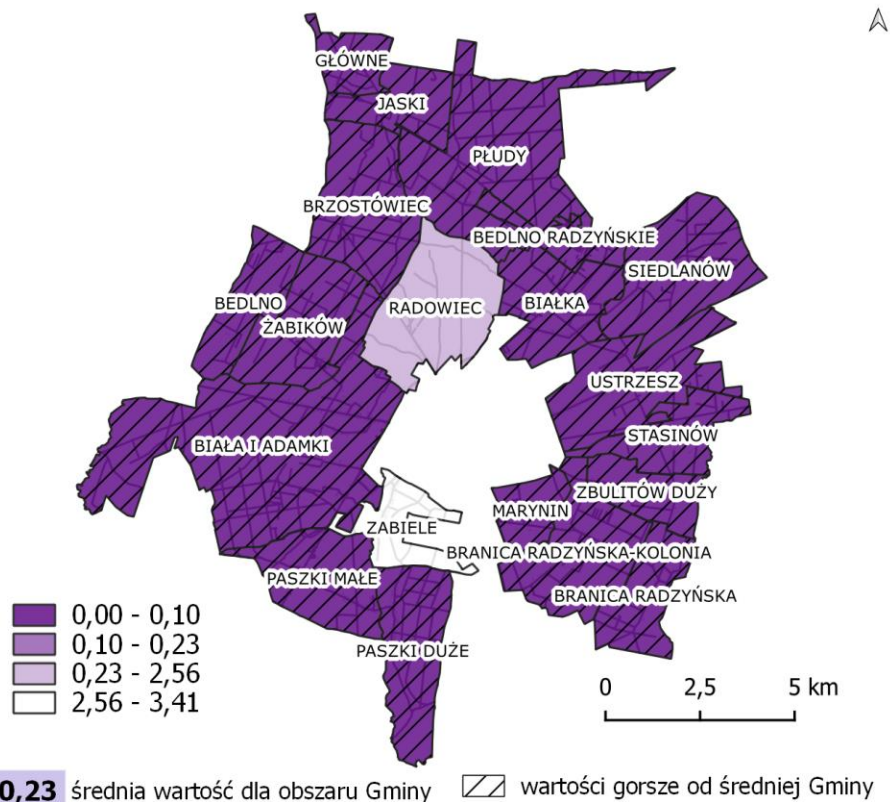 GŁÓWNE
JASKI
PŁUDY
BRZOSTÓWIEC
BEDLNO RADZYŃSKIE
SIEDLANÓW
BEDLNO
RADOWIEC
BIAŁKA
ŻABIKÓW
USTRZESZ
STASINÓW
BIAŁA I ADAMKI
ZBULITÓW DUŻY
MARYNIN
ZABIELE
BRANICA RADZYŃSKA-KOLONIA
PASZKI MAŁE
BRANICA RADZYŃSKA
PASZKI DUŻE
0,00 - 0,10
0,10 - 0,23
0,23 - 2,56
2,56 - 3,41
0 2,5 5 km
0,23 średnia wartość dla obszaru Gminy wartości gorsze od średniej Gminy